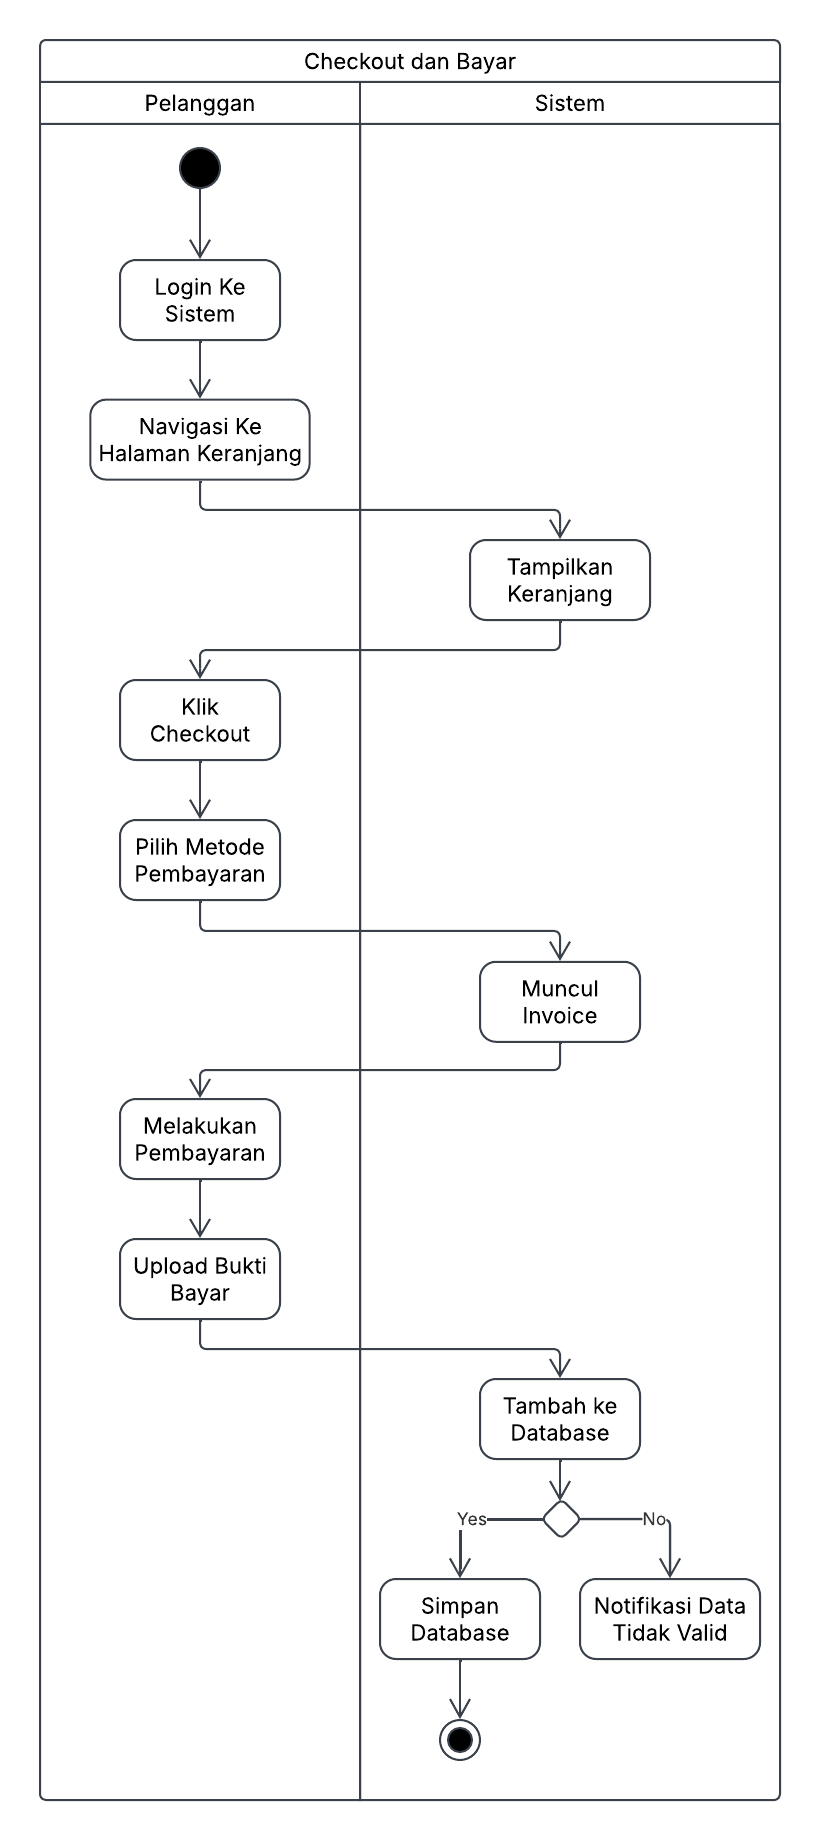 Checkout dan Bayar
Pelanggan
Sistem
Login Ke
Sistem
Navigasi Ke
Halaman Keranjang
Tampilkan
Keranjang
Klik
Checkout
Pilih Metode
Pembayaran
Muncul
Invoice
Melakukan
Pembayaran
Upload Bukti
Bayar
Tambah ke
Database
Yes
No
Simpan
Database
Notifikasi Data
Tidak Valid